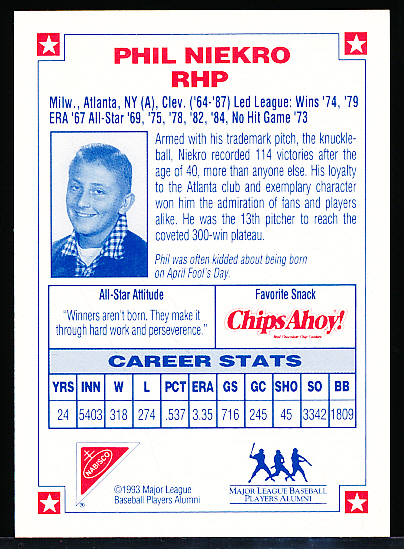 PHIL NIEKRO
RHP
Milw., Atlanta, NY (A), Clev. ('64-'87) Led League: Wins '74, '79
ERA '67 All-Star '69, '75, '78, '82, '84, No Hit Game '73
Armed with his trademark pitch, the knuckle-
ball, Niekro recorded 114 victories after the
age of 40, more than anyone else. His loyalty
to the Atlanta club and exemplary character
won him the admiration of fans and players
alike. He was the 13th pitcher to reach the
coveted 300-win plateau.
Phil was often kidded about being born
on April Fool's Day.
All-Star Attitude
"Winners aren't born. They make it
through hard work and perseverence."
Favorite Snack
Chips Ahoy!
Real Chocolate Chip Cookies
CAREER STATS
YRS INN W L PCT ERA GS GC SHO SO BB
24 5403 318 274 .537 3.35 716 245 45 3342 1809
NABISCO
©1993 Major League
Baseball Players Alumni
MAJOR LEAGUE BASEBALL
PLAYERS ALUMNI